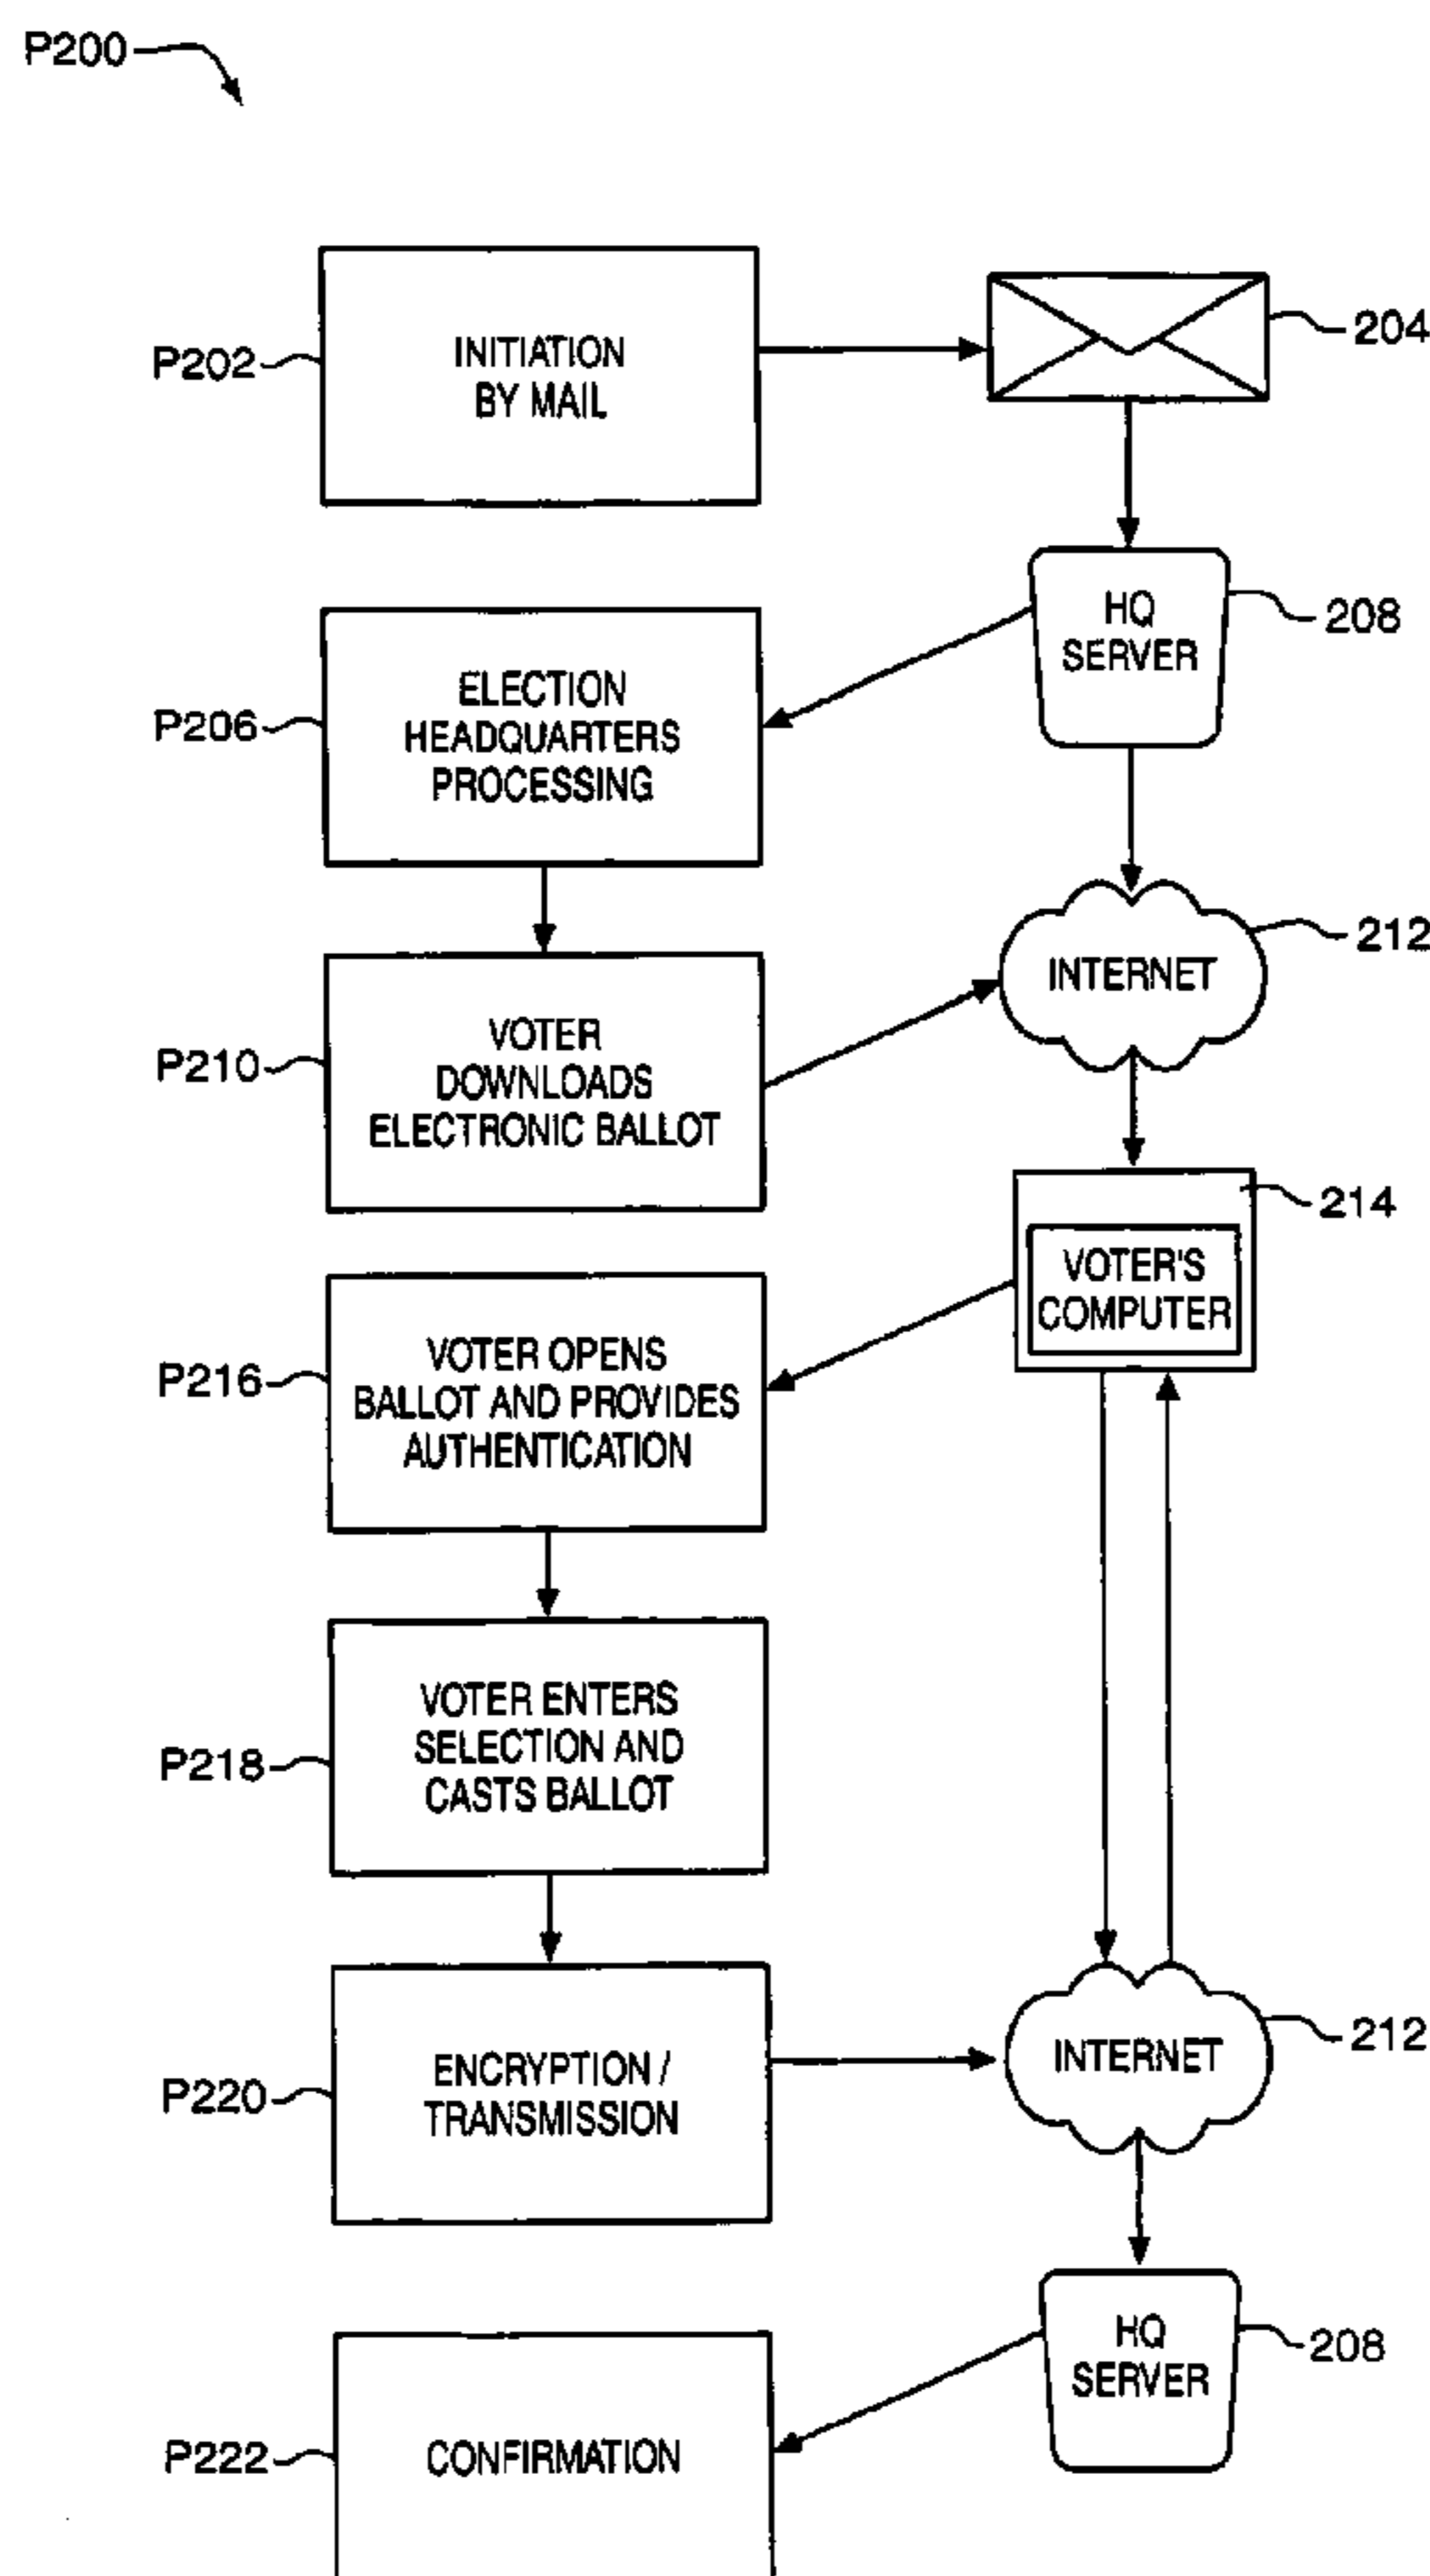 P200
P202
INITIATION
BY MAIL
204
HQ
SERVER
208
P206
ELECTION
HEADQUARTERS
PROCESSING
212
INTERNET
P210
VOTER
DOWNLOADS
ELECTRONIC BALLOT
214
VOTER'S
COMPUTER
P216
VOTER OPENS
BALLOT AND PROVIDES
AUTHENTICATION
P218
VOTER ENTERS
SELECTION AND
CASTS BALLOT
P220
ENCRYPTION /
TRANSMISSION
INTERNET
212
HQ
SERVER
208
P222
CONFIRMATION